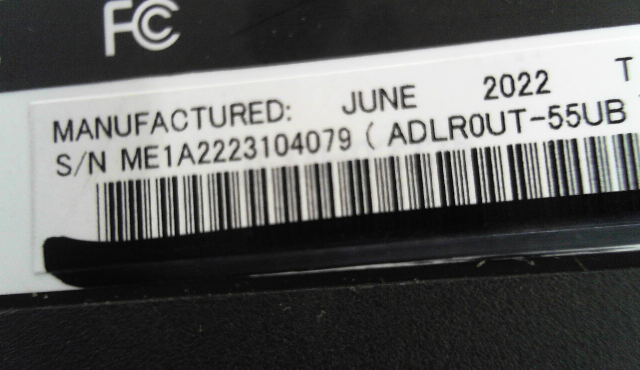 FC
MANUFACTURED: JUNE 2022 T
S/N ME1A2223104079 ( ADLR0UT-55UB